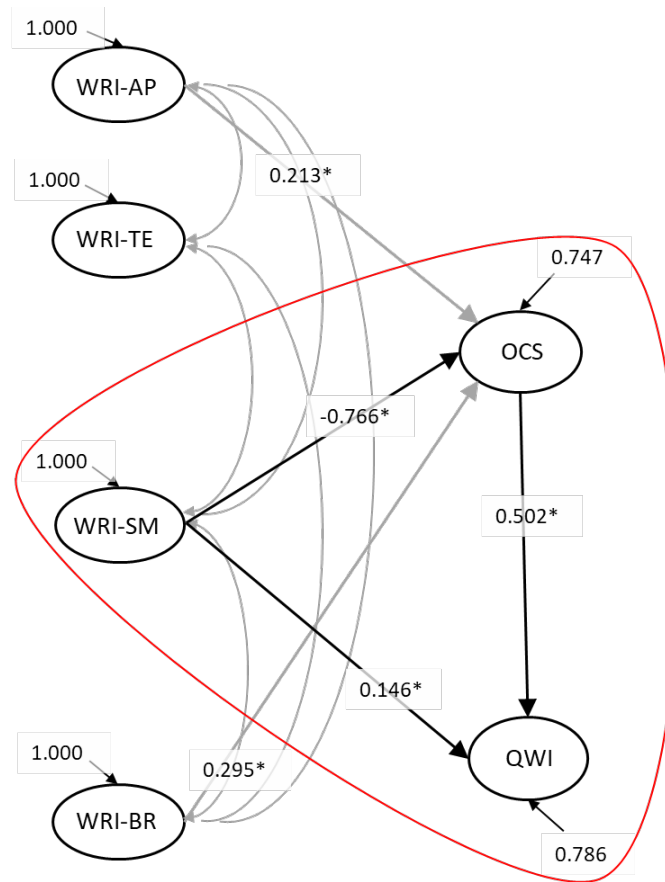 1.000
WRI-AP
0.213*
1.000
WRI-TE
0.747
OCS
-0.766*
1.000
WRI-SM
0.502*
0.146*
1.000
0.295*
QWI
WRI-BR
0.786